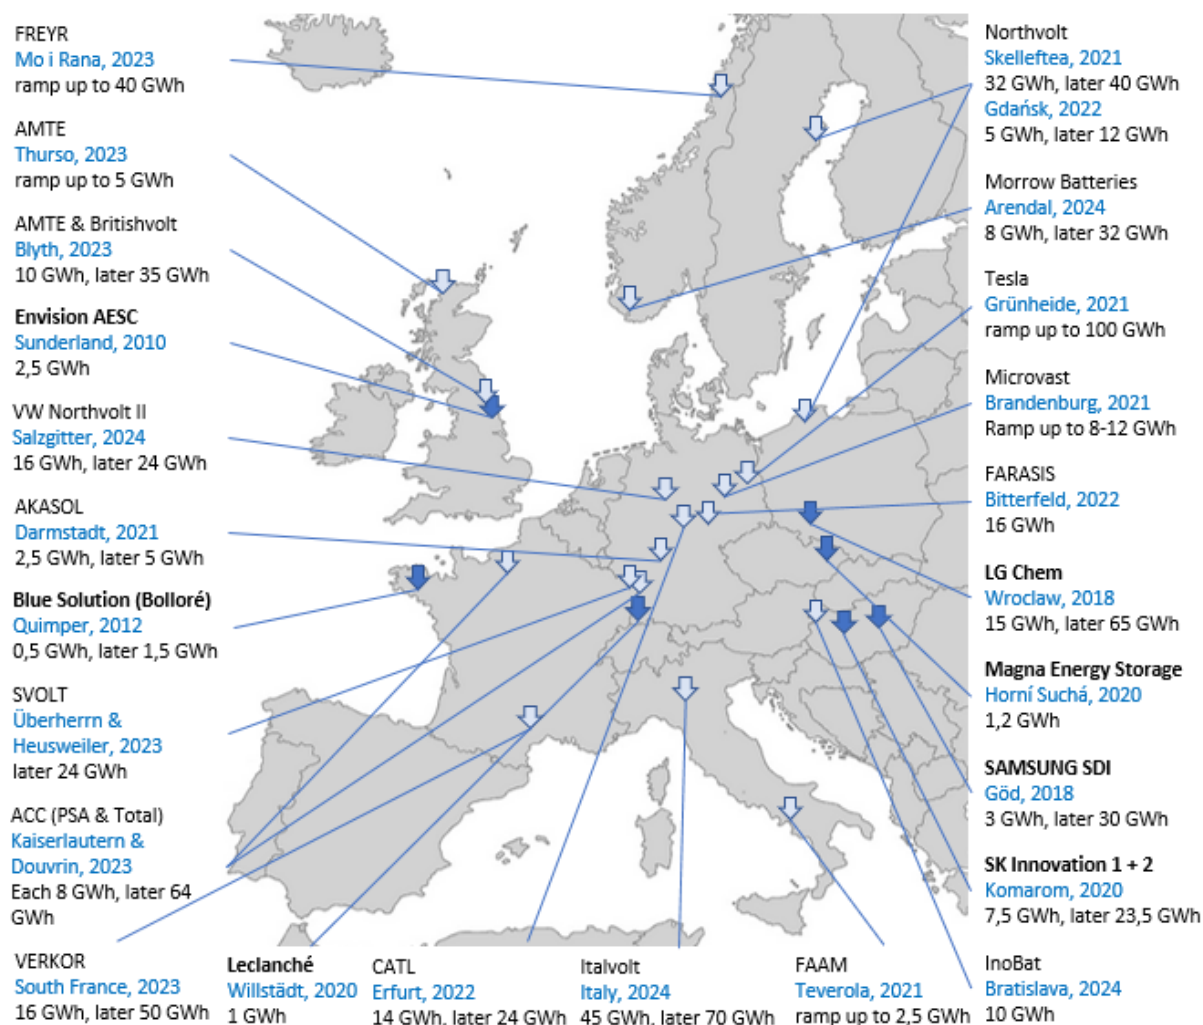 FREYR
Mo i Rana, 2023
ramp up to 40 GWh
AMTE
Thurso, 2023
ramp up to 5 GWh
AMTE & Britishvolt
Blyth, 2023
10 GWh, later 35 GWh
Envision AESC
Sunderland, 2010
2,5 GWh
VW Northvolt II
Salzgitter, 2024
16 GWh, later 24 GWh
AKASOL
Darmstadt, 2021
2,5 GWh, later 5 GWh
Blue Solution (Bolloré)
Quimper, 2012
0,5 GWh, later 1,5 GWh
SVOLT
Überherrn &
Heusweiler, 2023
later 24 GWh
ACC (PSA & Total)
Kaiserlautern &
Douvrin, 2023
Each 8 GWh, later 64
GWh
VERKOR
South France, 2023
16 GWh, later 50 GWh
Leclanché
Willstädt, 2020
1 GWh
CATL
Erfurt, 2022
14 GWh, later 24 GWh
Italvolt
Italy, 2024
45 GWh, later 70 GWh
FAAM
Teverola, 2021
ramp up to 2,5 GWh
Northvolt
Skelleftea, 2021
32 GWh, later 40 GWh
Gdańsk, 2022
5 GWh, later 12 GWh
Morrow Batteries
Arendal, 2024
8 GWh, later 32 GWh
Tesla
Grünheide, 2021
ramp up to 100 GWh
Microvast
Brandenburg, 2021
Ramp up to 8-12 GWh
FARASIS
Bitterfeld, 2022
16 GWh
LG Chem
Wroclaw, 2018
15 GWh, later 65 GWh
Magna Energy Storage
Horní Suchá, 2020
1,2 GWh
SAMSUNG SDI
Göd, 2018
3 GWh, later 30 GWh
SK Innovation 1 + 2
Komarom, 2020
7,5 GWh, later 23,5 GWh
InoBat
Bratislava, 2024
10 GWh